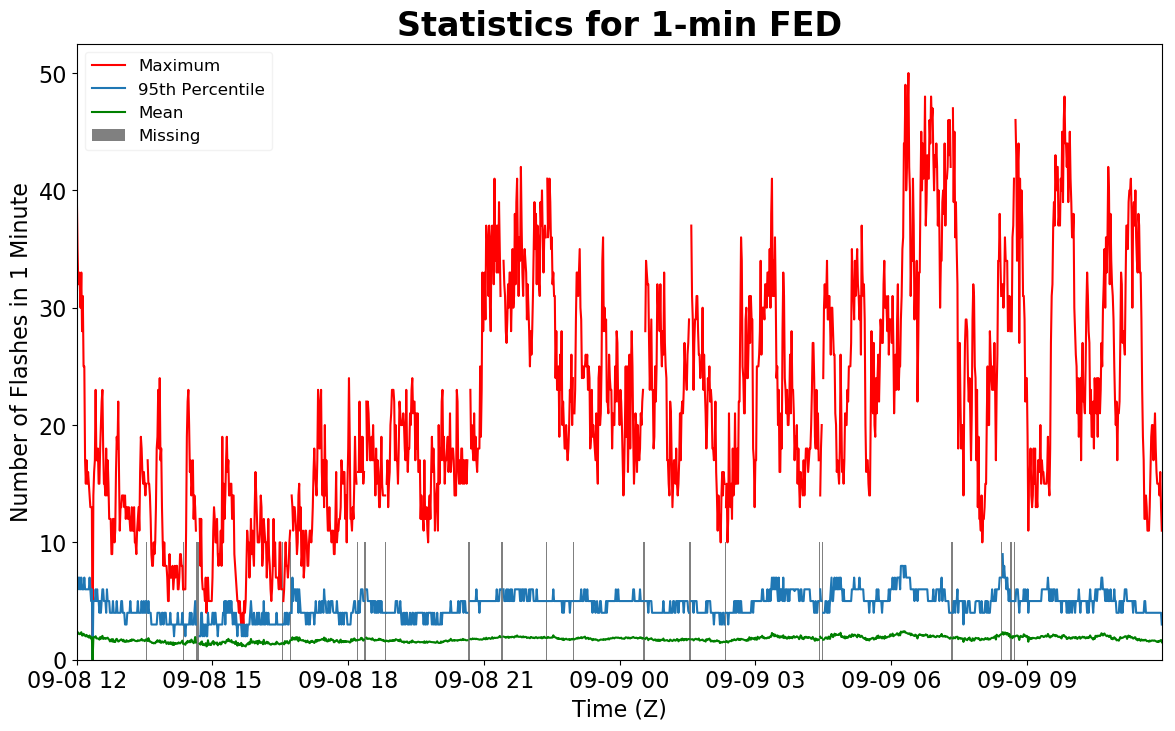 Statistics for 1-min FED
Maximum
95th Percentile
Mean
Missing
Number of Flashes in 1 Minute
50
40
30
20
10
0
09-08 12 09-08 15 09-08 18 09-08 21 09-09 00 09-09 03 09-09 06 09-09 09
Time (Z)